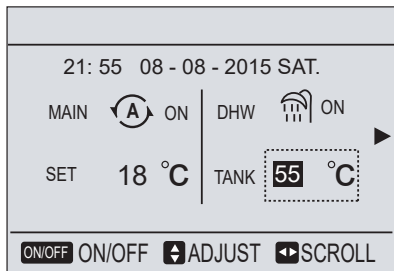 21: 55 08 - 08 - 2015 SAT.
MAIN A ON DHW ON
SET 18 °C TANK 55 °C
ON/OFF ON/OFF ADJUST SCROLL